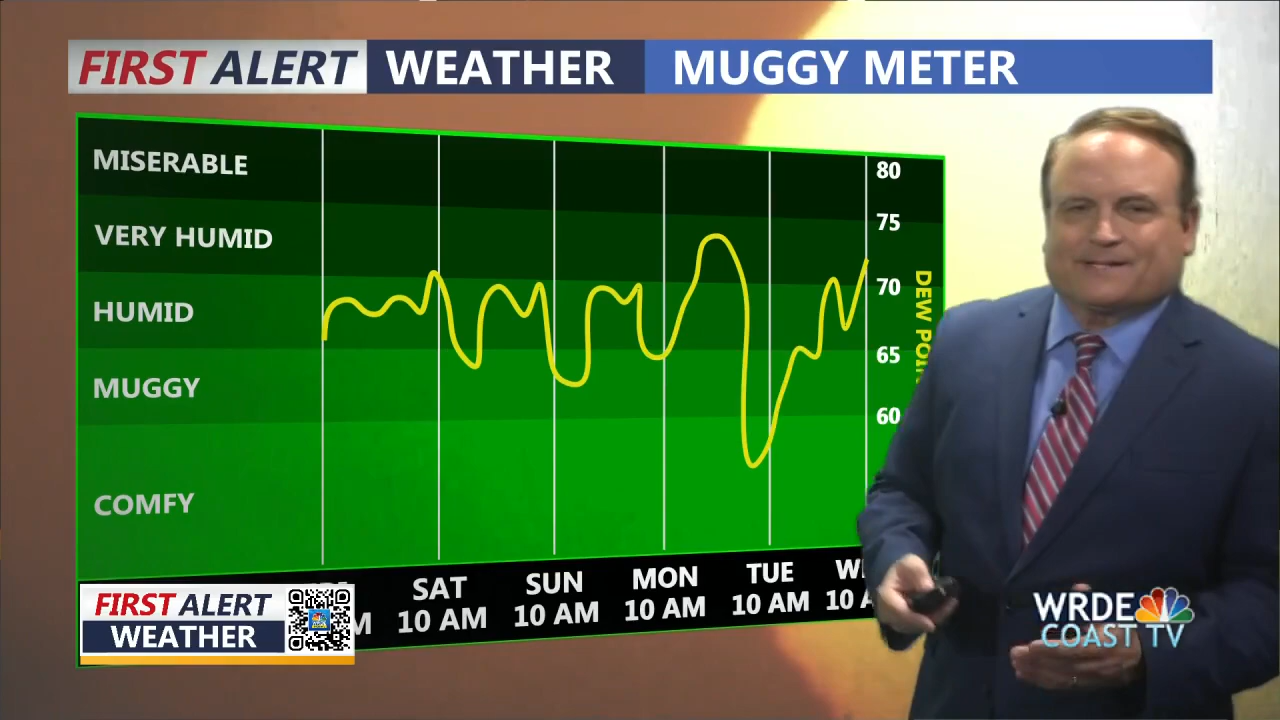 FIRST ALERT WEATHER MUGGY METER
MISERABLE
VERY HUMID
HUMID
MUGGY
COMFY
80
75
70
65
60
DEW
SAT
10 AM
SUN
10 AM
MON
10 AM
TUE
10 AM
10
FIRST ALERT
WEATHER
WRDE
COAST TV